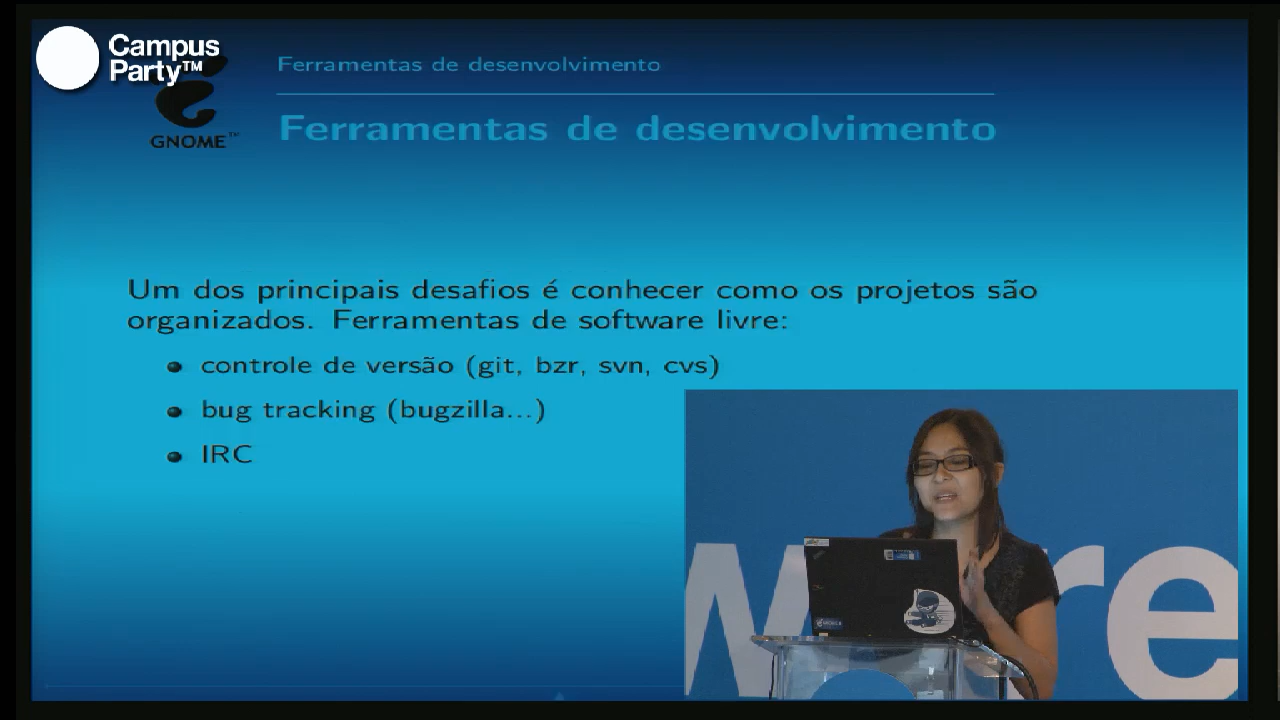 Campus
Party™
GNOME™
Ferramentas de desenvolvimento
Ferramentas de desenvolvimento
Um dos principais desafios é conhecer como os projetos são
organizados. Ferramentas de software livre:
controle de versão (git, bzr, svn, cvs)
bug tracking (bugzilla...)
IRC
w re